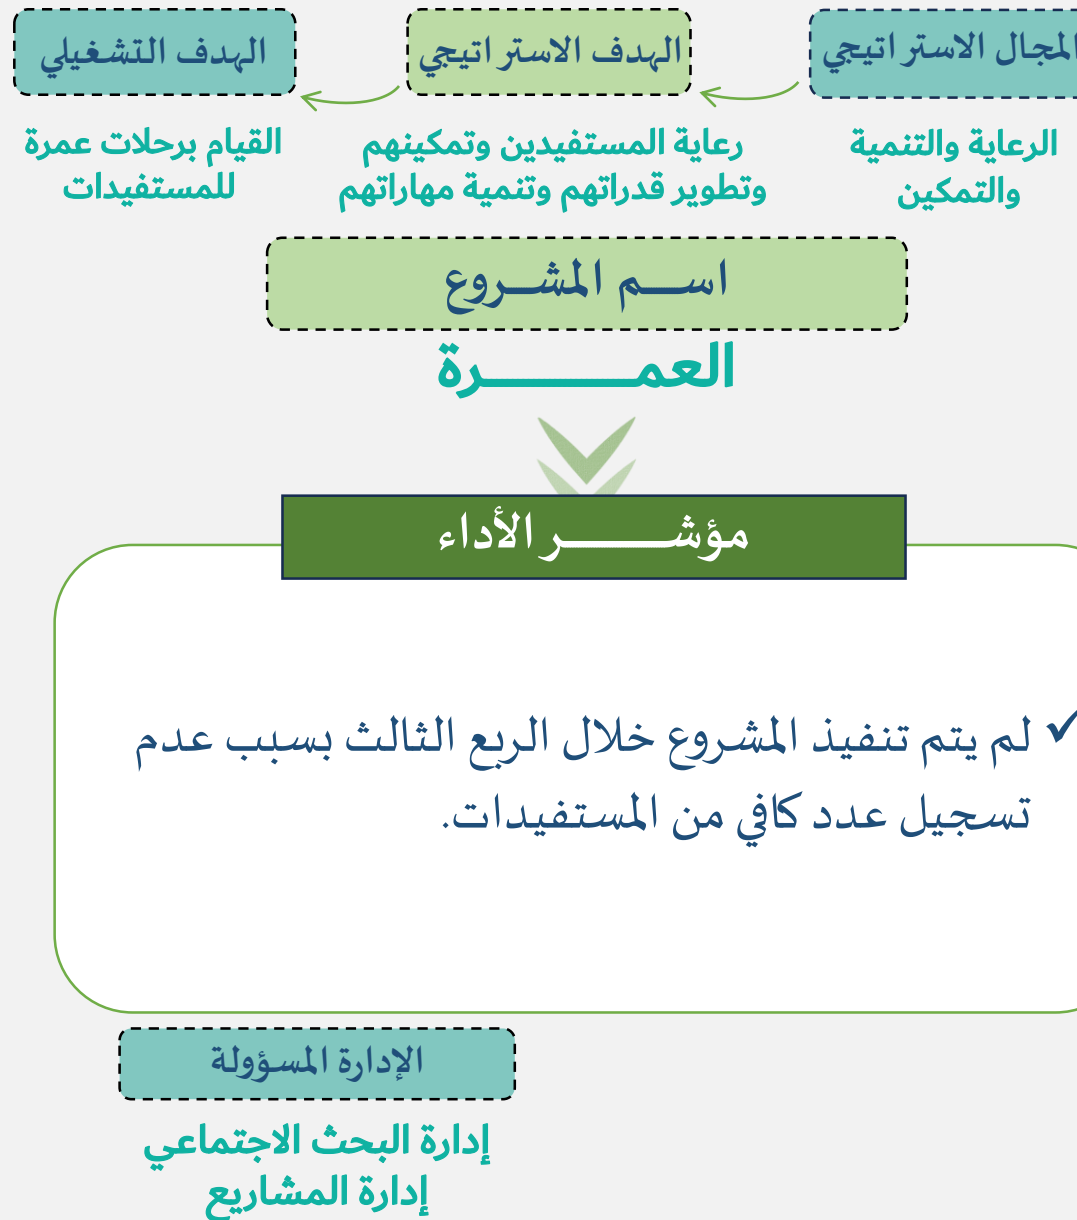 المجال الاستراتيجي
الرعاية والتنمية
والتمكين
الهدف الاستراتيجي
رعاية المستفيدين وتمكينهم
وتطوير قدراتهم وتنمية مهاراتهم
الهدف التشغيلي
القيام برحلات عمرة
للمستفيدات
اســم المشــروع
العمـــــــــرة
مؤشـــــــر الأداء
✓ لم يتم تنفيذ المشروع خلال الربع الثالث بسبب عدم
تسجيل عدد كافي من المستفيدات.
الإدارة المسؤولة
إدارة البحث الاجتماعي
إدارة المشاريع